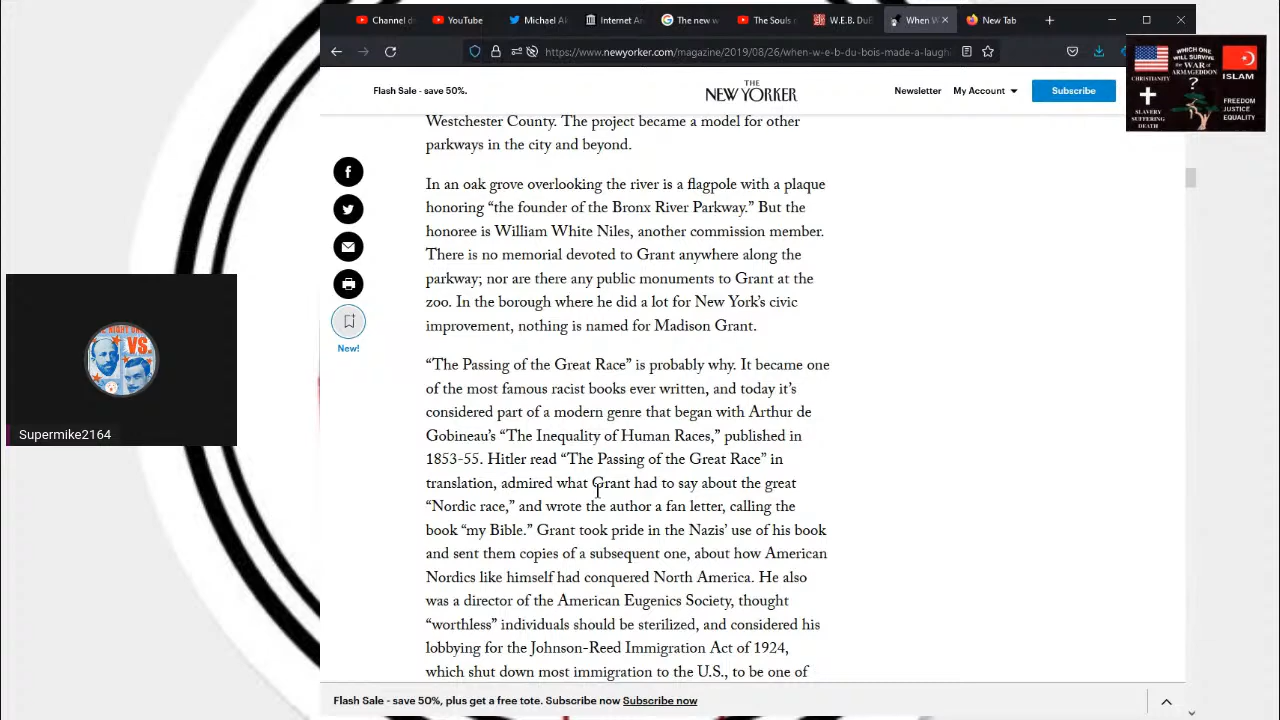 Channel d
YouTube
Michael Al
Internet Ar
The new w
The Souls
W.E.B. DuB
When W
New Tab
https://www.newyorker.com/magazine/2019/08/26/when-w-e-b-du-bois-made-a-laugh
Flash Sale - save 50%.
THE
NEW YORKER
Newsletter
My Account
Subscribe
WHICH ONE
WILL SURVIVE
the WAR of
ARMAGEDDON
?
CHRISTIANITY
SLAVERY
SUFFERING
DEATH
ISLAM
FREEDOM
JUSTICE
EQUALITY
Westchester County. The project became a model for other
parkways in the city and beyond.
In an oak grove overlooking the river is a flagpole with a plaque
honoring “the founder of the Bronx River Parkway.” But the
honoree is William White Niles, another commission member.
There is no memorial devoted to Grant anywhere along the
parkway; nor are there any public monuments to Grant at the
zoo. In the borough where he did a lot for New York’s civic
improvement, nothing is named for Madison Grant.
New!
“The Passing of the Great Race” is probably why. It became one
of the most famous racist books ever written, and today it’s
considered part of a modern genre that began with Arthur de
Gobineau’s “The Inequality of Human Races,” published in
1853-55. Hitler read “The Passing of the Great Race” in
translation, admired what Grant had to say about the great
“Nordic race,” and wrote the author a fan letter, calling the
book “my Bible.” Grant took pride in the Nazis’ use of his book
and sent them copies of a subsequent one, about how American
Nordics like himself had conquered North America. He also
was a director of the American Eugenics Society, thought
“worthless” individuals should be sterilized, and considered his
lobbying for the Johnson-Reed Immigration Act of 1924,
which shut down most immigration to the U.S., to be one of
VS.
Supermike2164
Flash Sale - save 50%, plus get a free tote. Subscribe now Subscribe now